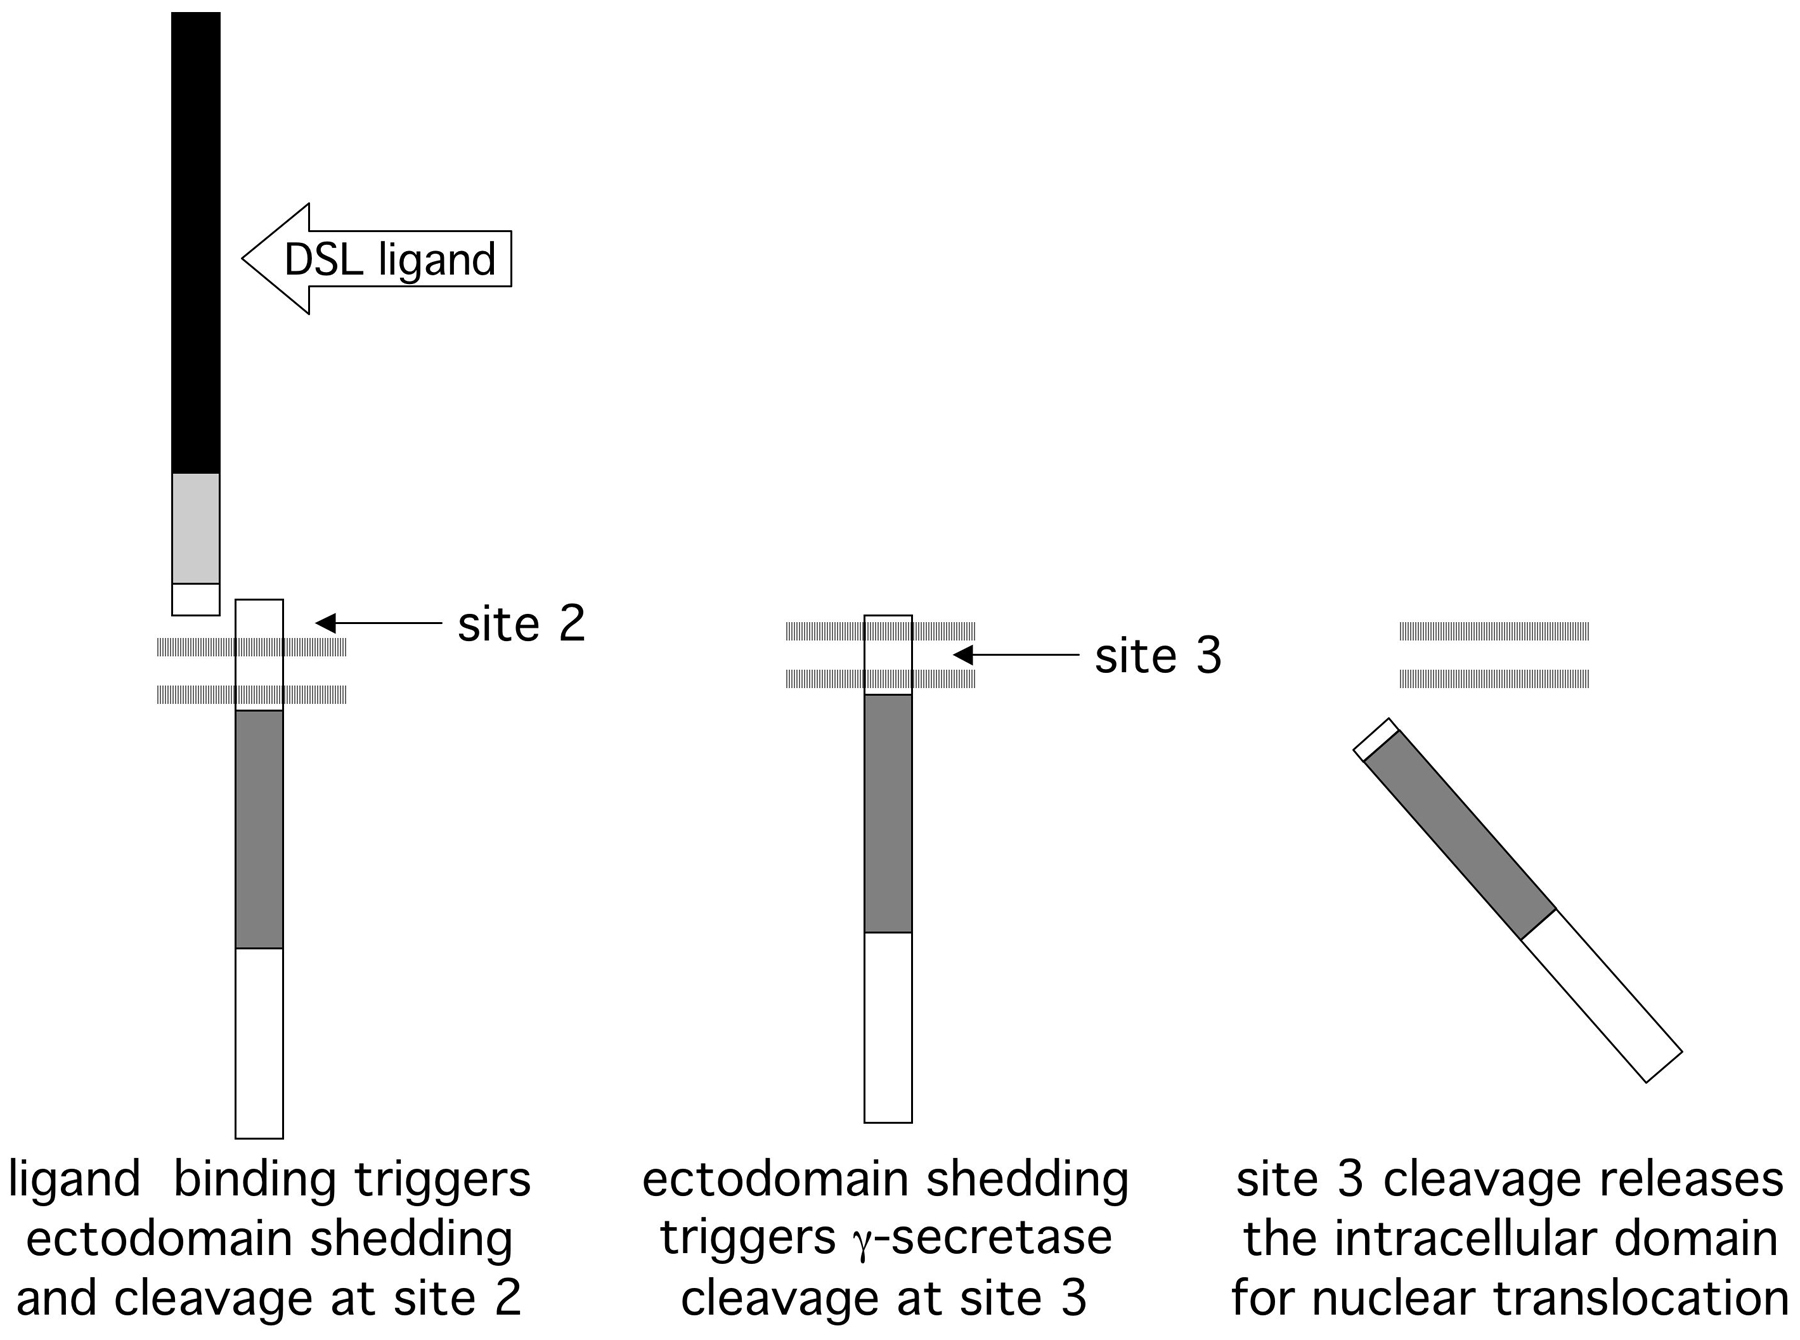 DSL ligand
site 2
site 3
ligand  binding triggers
ectodomain shedding
and cleavage at site 2
ectodomain shedding
triggers γ-secretase
cleavage at site 3
site 3 cleavage releases
the intracellular domain
for nuclear translocation